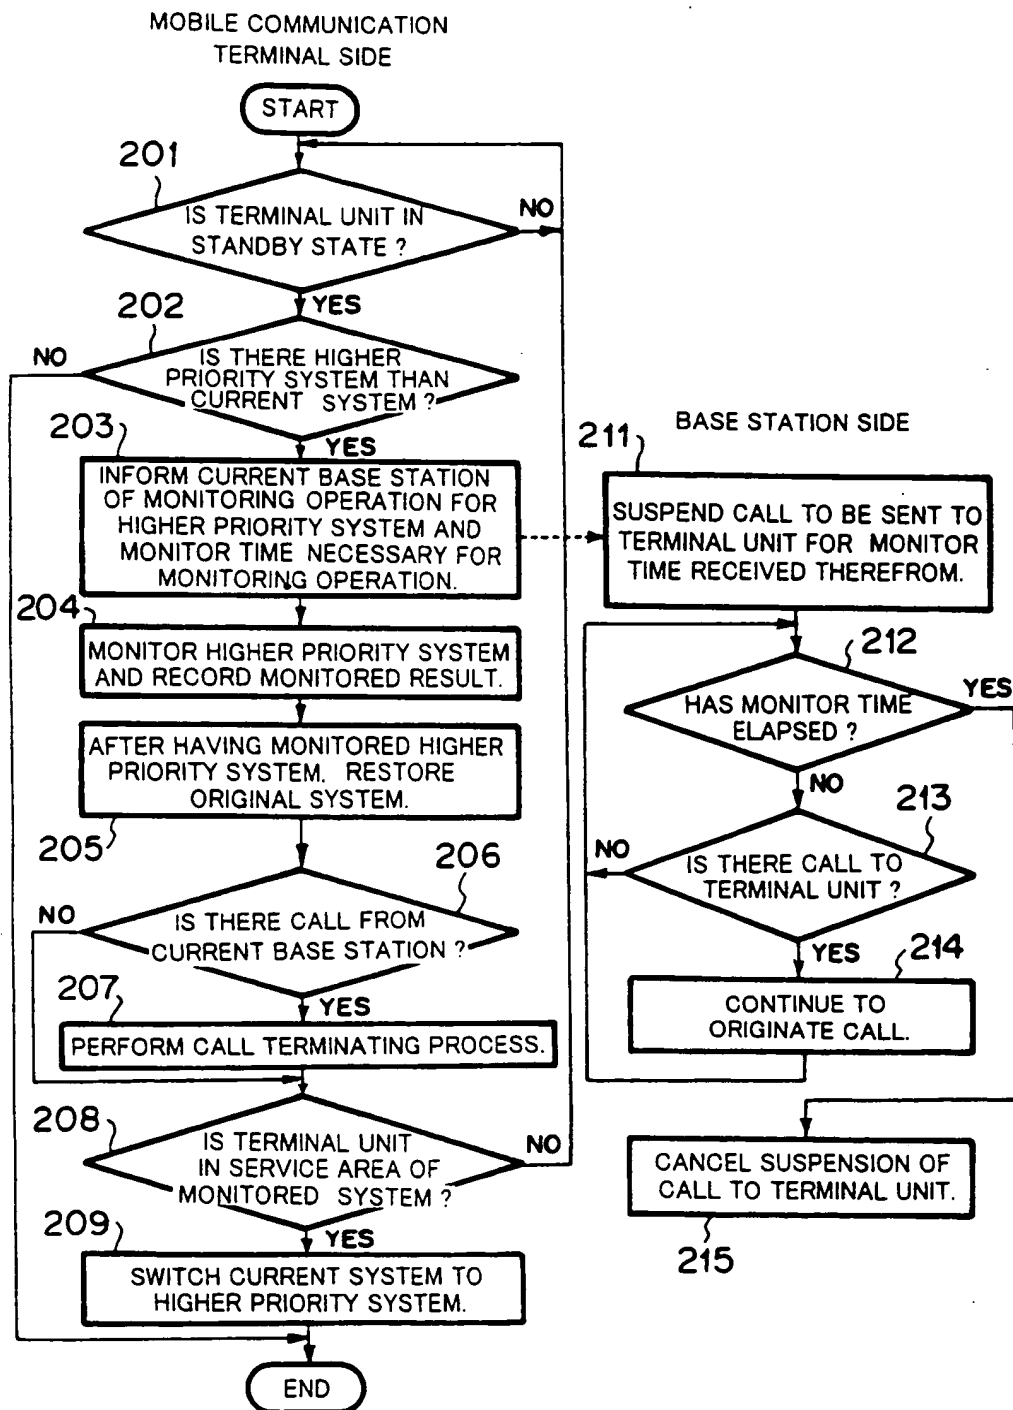 MOBILE COMMUNICATION
TERMINAL SIDE
START
201
IS TERMINAL UNIT IN
STANDBY STATE ?
NO
YES
202
NO
IS THERE HIGHER
PRIORITY SYSTEM THAN
CURRENT SYSTEM ?
YES
203
INFORM CURRENT BASE STATION
OF MONITORING OPERATION FOR
HIGHER PRIORITY SYSTEM AND
MONITOR TIME NECESSARY FOR
MONITORING OPERATION.
204
MONITOR HIGHER PRIORITY SYSTEM
AND RECORD MONITORED RESULT.
AFTER HAVING MONITORED HIGHER
PRIORITY SYSTEM. RESTORE
ORIGINAL SYSTEM.
205
206
NO
IS THERE CALL FROM
CURRENT BASE STATION ?
YES
207
PERFORM CALL TERMINATING PROCESS.
208
IS TERMINAL UNIT
IN SERVICE AREA OF
MONITORED SYSTEM ?
NO
YES
209
SWITCH CURRENT SYSTEM TO
HIGHER PRIORITY SYSTEM.
END
BASE STATION SIDE
211
SUSPEND CALL TO BE SENT TO
TERMINAL UNIT FOR MONITOR
TIME RECEIVED THEREFROM.
212
HAS MONITOR TIME
ELAPSED ?
YES
NO
213
NO
IS THERE CALL TO
TERMINAL UNIT ?
YES
214
CONTINUE TO
ORIGINATE CALL.
CANCEL SUSPENSION OF
CALL TO TERMINAL UNIT.
215